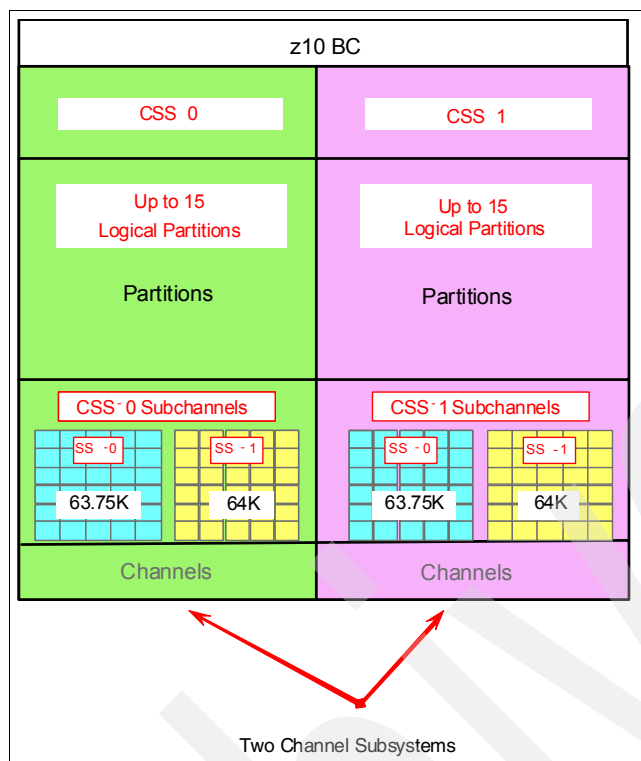 z10 BC
CSS 0
CSS 1
Up to 15
Logical Partitions
Up to 15
Logical Partitions
Partitions
Partitions
CSS-0 Subchannels
CSS-1 Subchannels
SS -0
SS -1
SS -0
SS -1
63.75K
64K
63.75K
64K
Channels
Channels
Two Channel Subsystems